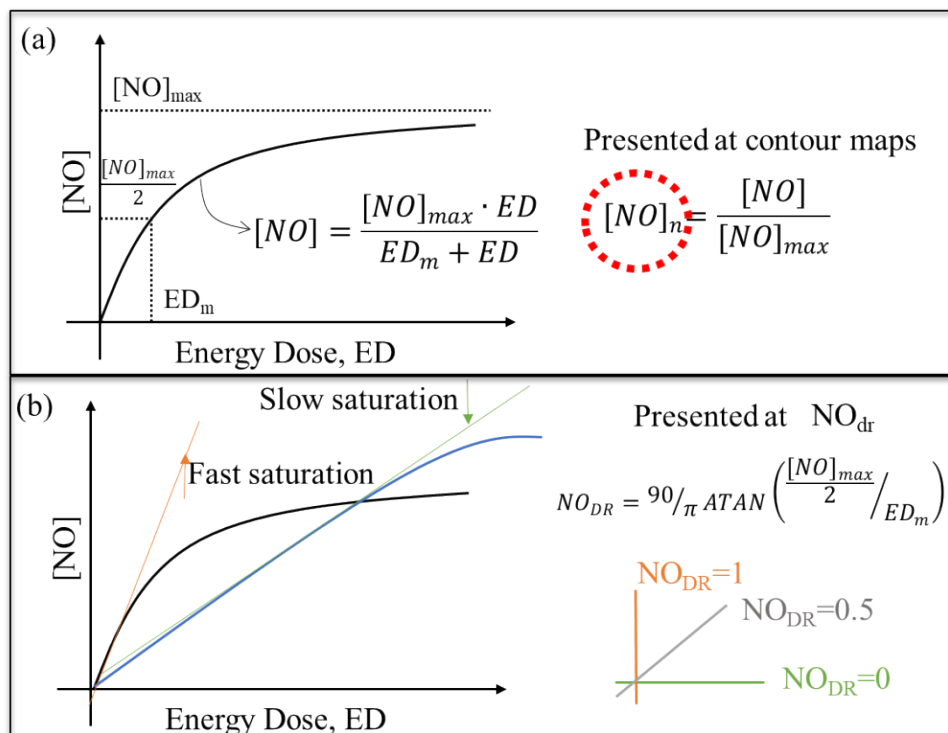 (a)
[NO]max
[NO]max/2
[NO]
[NO] = [NO]max · ED / EDm + ED
EDm
Energy Dose, ED
Presented at contour maps
[NO]n = [NO] / [NO]max
(b)
Slow saturation
Fast saturation
[NO]
Energy Dose, ED
Presented at NOdr
NODR = 90/π ATAN ([NO]max/2 / EDm)
NODR=1
NODR=0.5
NODR=0